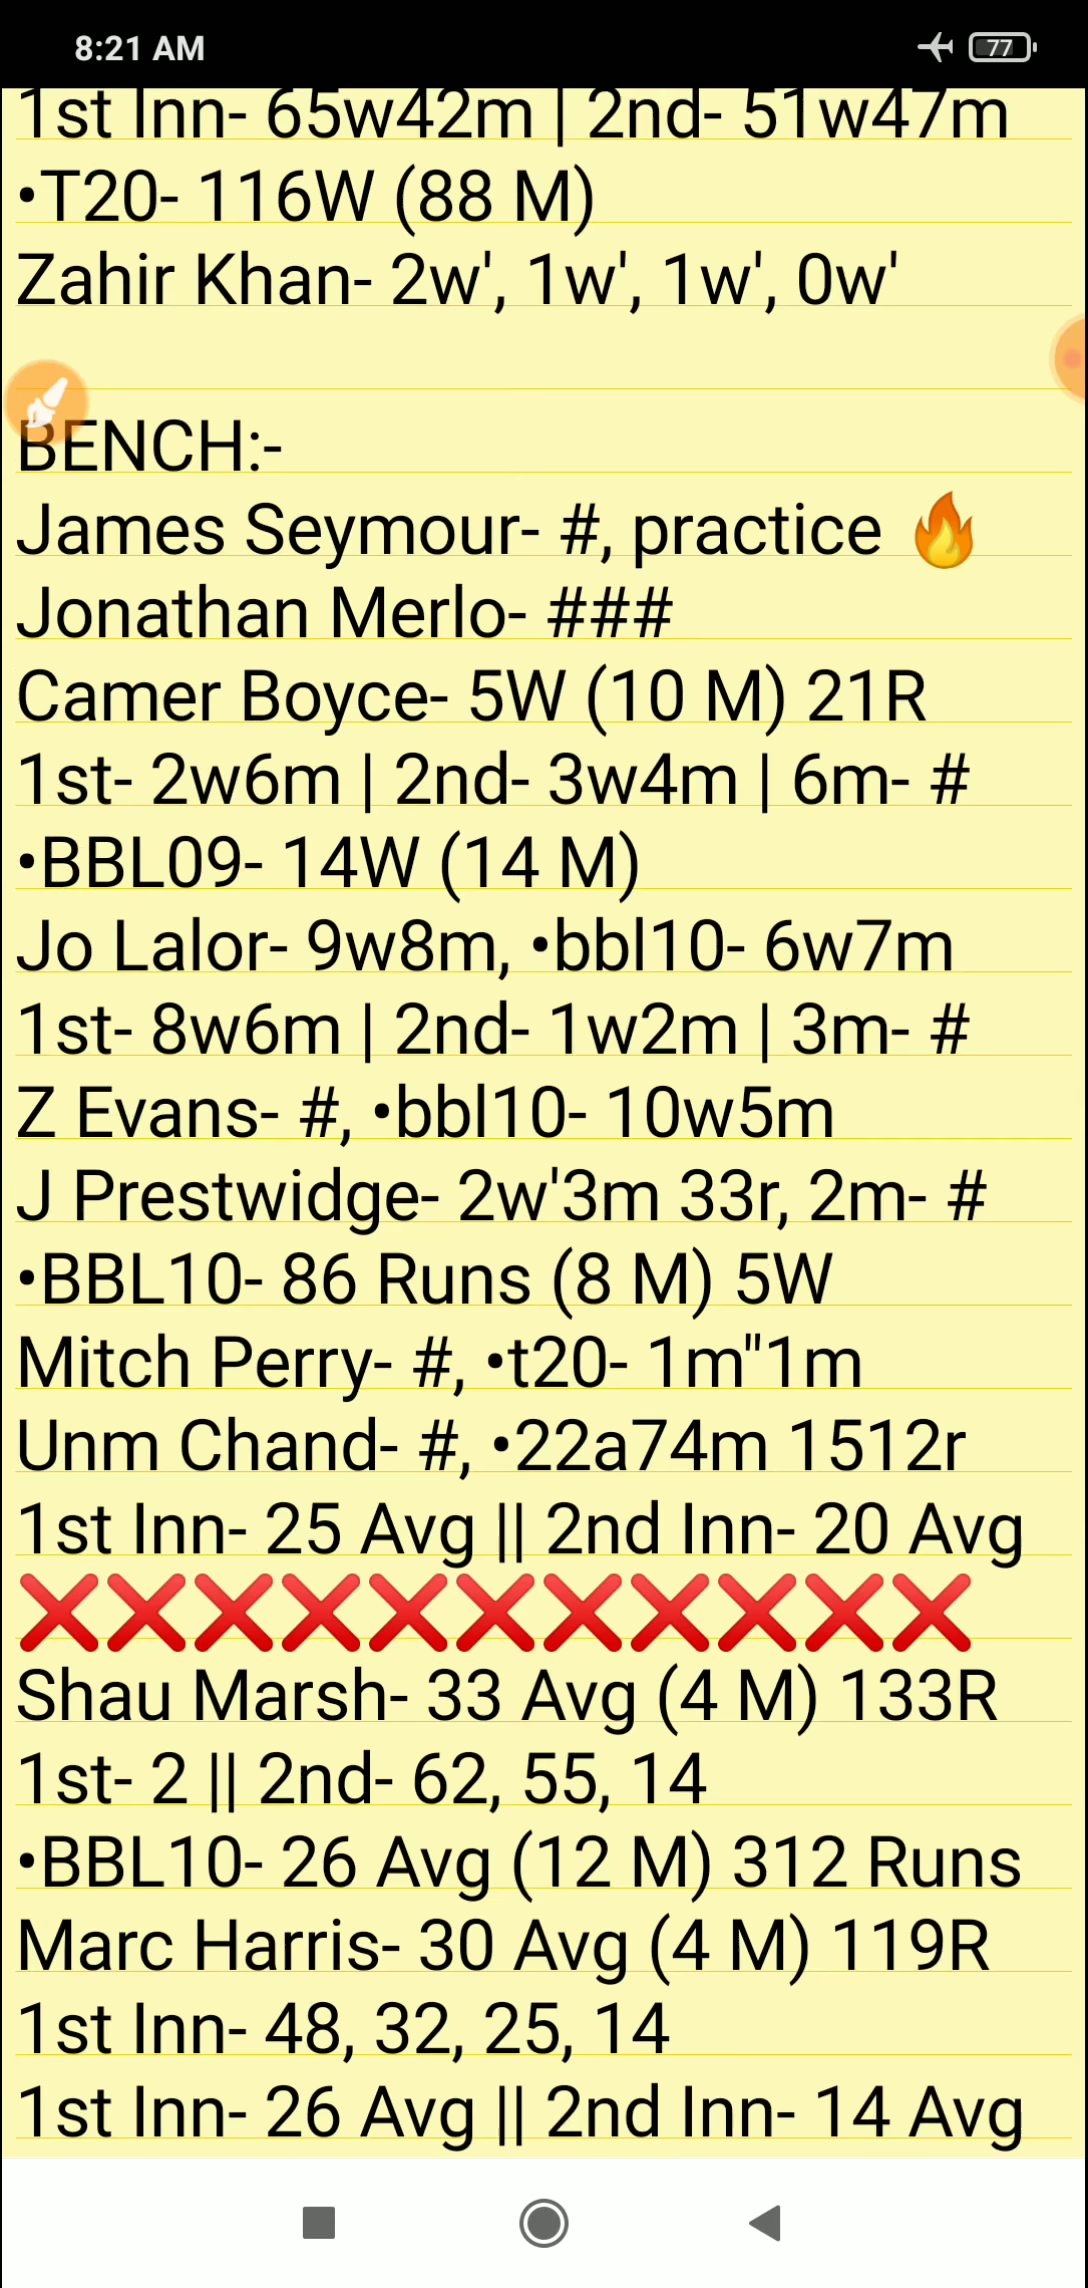 8:21 AM
77
1st Inn- 65w42m | 2nd- 51w47m
•T20- 116W (88 M)
Zahir Khan- 2w', 1w', 1w', 0w'
BENCH:-
James Seymour- #, practice 🔥
Jonathan Merlo- ###
Camer Boyce- 5W (10 M) 21R
1st- 2w6m | 2nd- 3w4m | 6m- #
•BBL09- 14W (14 M)
Jo Lalor- 9w8m, •bbl10- 6w7m
1st- 8w6m | 2nd- 1w2m | 3m- #
Z Evans- #, •bbl10- 10w5m
J Prestwidge- 2w'3m 33r, 2m- #
•BBL10- 86 Runs (8 M) 5W
Mitch Perry- #, •t20- 1m"1m
Unm Chand- #, •22a74m 1512r
1st Inn- 25 Avg || 2nd Inn- 20 Avg
❌❌❌❌❌❌❌❌❌❌❌
Shau Marsh- 33 Avg (4 M) 133R
1st- 2 || 2nd- 62, 55, 14
•BBL10- 26 Avg (12 M) 312 Runs
Marc Harris- 30 Avg (4 M) 119R
1st Inn- 48, 32, 25, 14
1st Inn- 26 Avg || 2nd Inn- 14 Avg